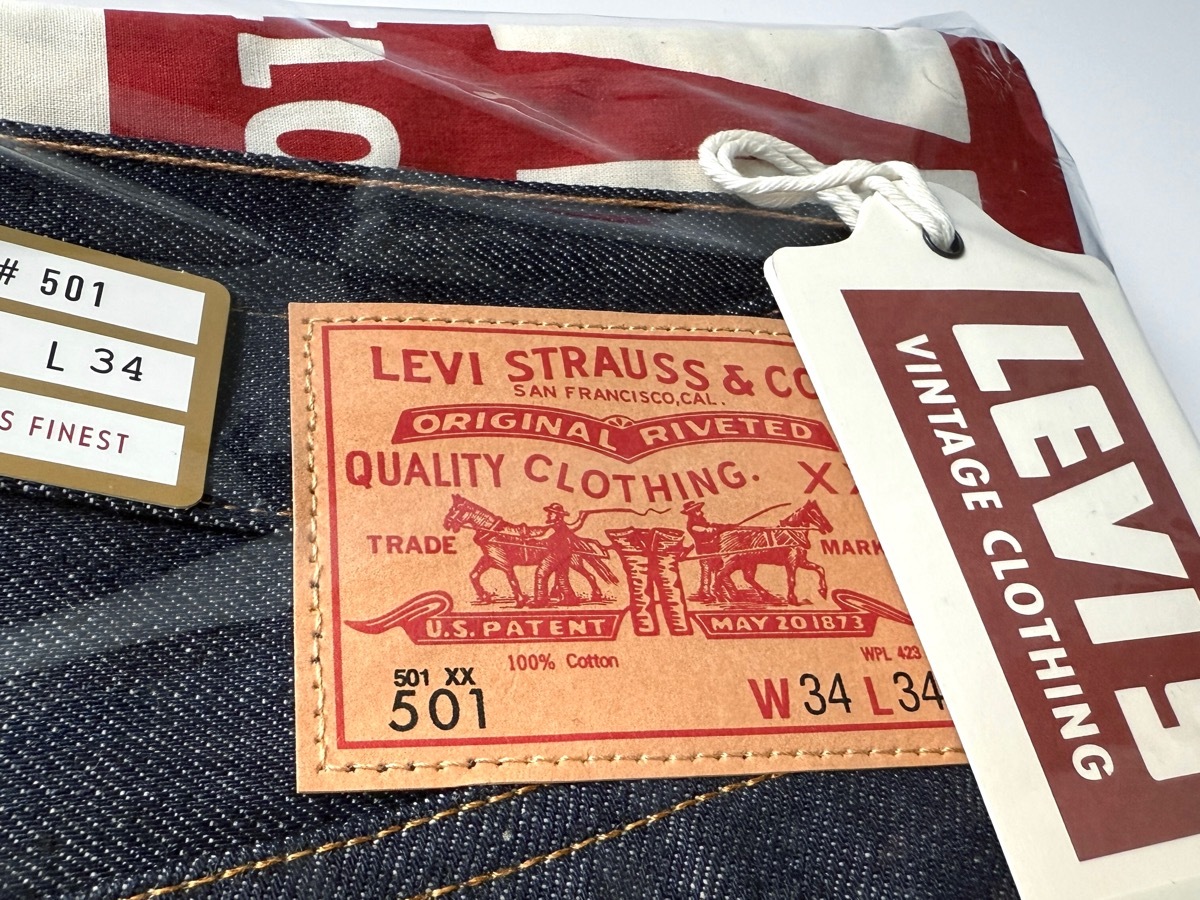 01
# 501
L 34
S FINEST
LEVI STRAUSS & CO
SAN FRANCISCO, CAL.
ORIGINAL RIVETED
QUALITY CLOTHING. XX
TRADE MARK
U.S. PATENT MAY 20 1873
100% Cotton WPL 423
501 XX
501 W 34 L 34
LEVI'S
VINTAGE CLOTHING